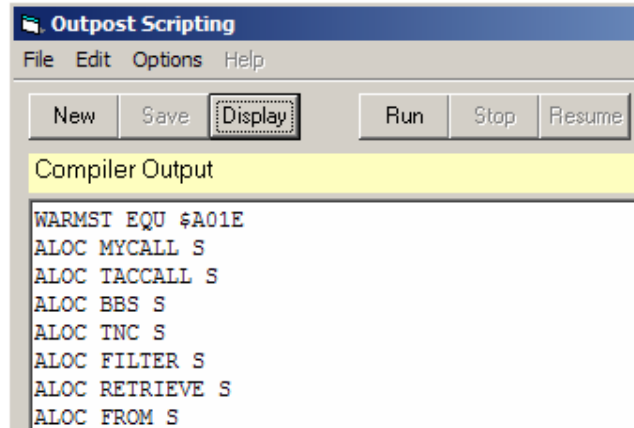 Outpost Scripting
File Edit Options Help
New Save Display Run Stop Resume
Compiler Output
WARMST EQU $A01E
ALOC MYCALL S
ALOC TACCALL S
ALOC BBS S
ALOC TNC S
ALOC FILTER S
ALOC RETRIEVE S
ALOC FROM S